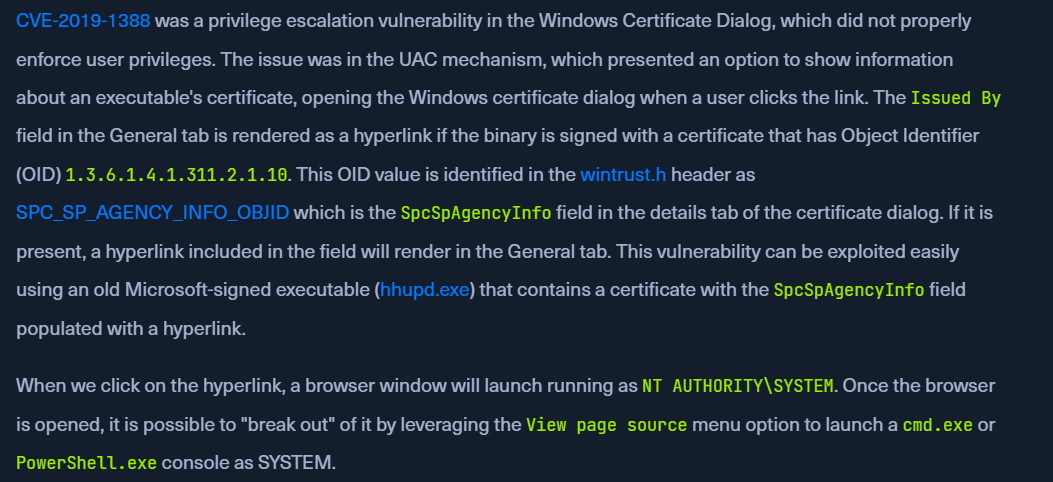 CVE-2019-1388 was a privilege escalation vulnerability in the Windows Certificate Dialog, which did not properly
enforce user privileges. The issue was in the UAC mechanism, which presented an option to show information
about an executable's certificate, opening the Windows certificate dialog when a user clicks the link. The Issued By
field in the General tab is rendered as a hyperlink if the binary is signed with a certificate that has Object Identifier
(OID) 1.3.6.1.4.1.311.2.1.10. This OID value is identified in the wintrust.h header as
SPC_SP_AGENCY_INFO_OBJID which is the SpcSpAgencyInfo field in the details tab of the certificate dialog. If it is
present, a hyperlink included in the field will render in the General tab. This vulnerability can be exploited easily
using an old Microsoft-signed executable (hhupd.exe) that contains a certificate with the SpcSpAgencyInfo field
populated with a hyperlink.
When we click on the hyperlink, a browser window will launch running as NT AUTHORITY\SYSTEM. Once the browser
is opened, it is possible to "break out" of it by leveraging the View page source menu option to launch a cmd.exe or
PowerShell.exe console as SYSTEM.